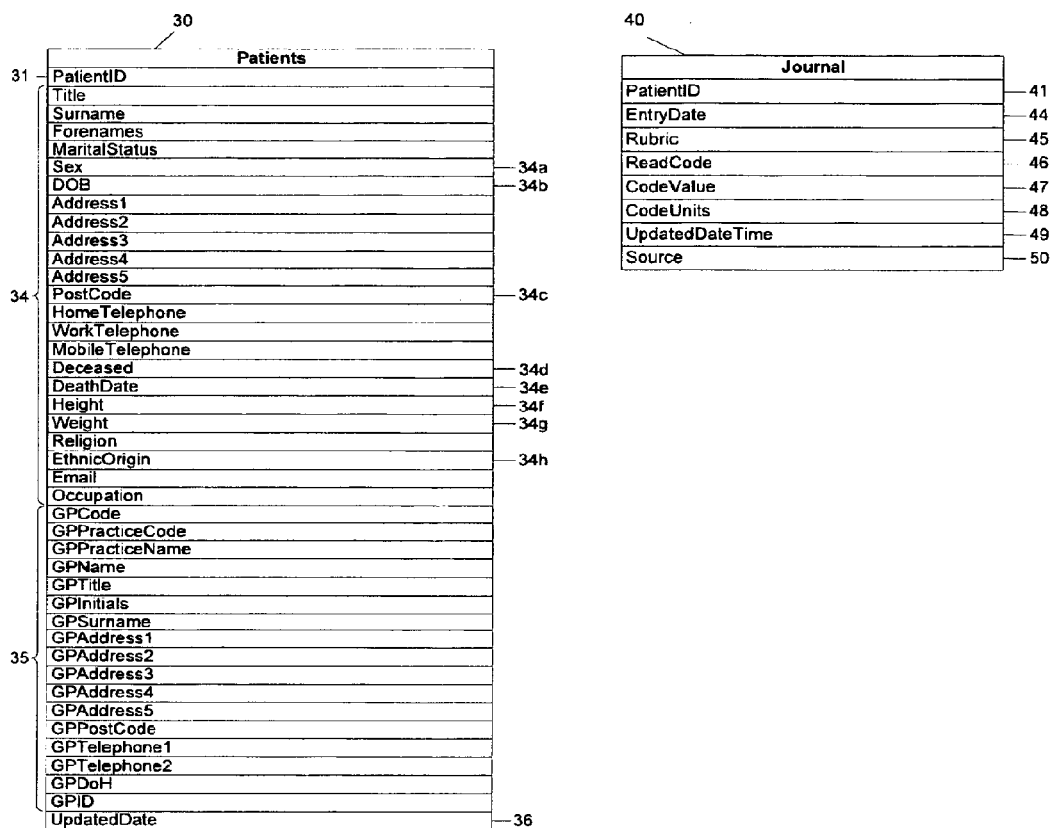 30
Patients
31 PatientID
Title
Surname
Forenames
MaritalStatus
Sex 34a
DOB 34b
Address1
Address2
Address3
Address4
Address5
34 PostCode 34c
HomeTelephone
WorkTelephone
MobileTelephone
Deceased 34d
DeathDate 34e
Height 34f
Weight 34g
Religion
EthnicOrigin 34h
Email
Occupation
GPCode
GPPracticeCode
GPPracticeName
GPName
GPTitle
GPInitials
GPSurname
GPAddress1
35 GPAddress2
GPAddress3
GPAddress4
GPAddress5
GPPostCode
GPTelephone1
GPTelephone2
GPDoH
GPID
UpdatedDate 36
40
Journal
PatientID 41
EntryDate 44
Rubric 45
ReadCode 46
CodeValue 47
CodeUnits 48
UpdatedDateTime 49
Source 50